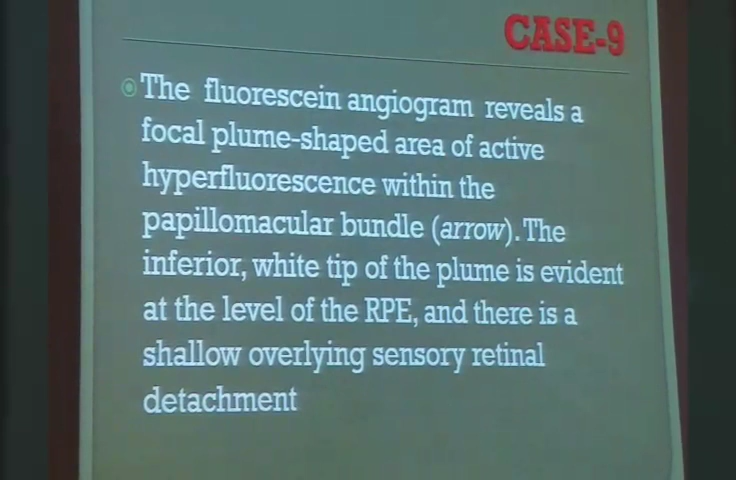 CASE-9
The fluorescein angiogram reveals a
focal plume-shaped area of active
hyperfluorescence within the
papillomacular bundle (arrow). The
inferior, white tip of the plume is evident
at the level of the RPE, and there is a
shallow overlying sensory retinal
detachment